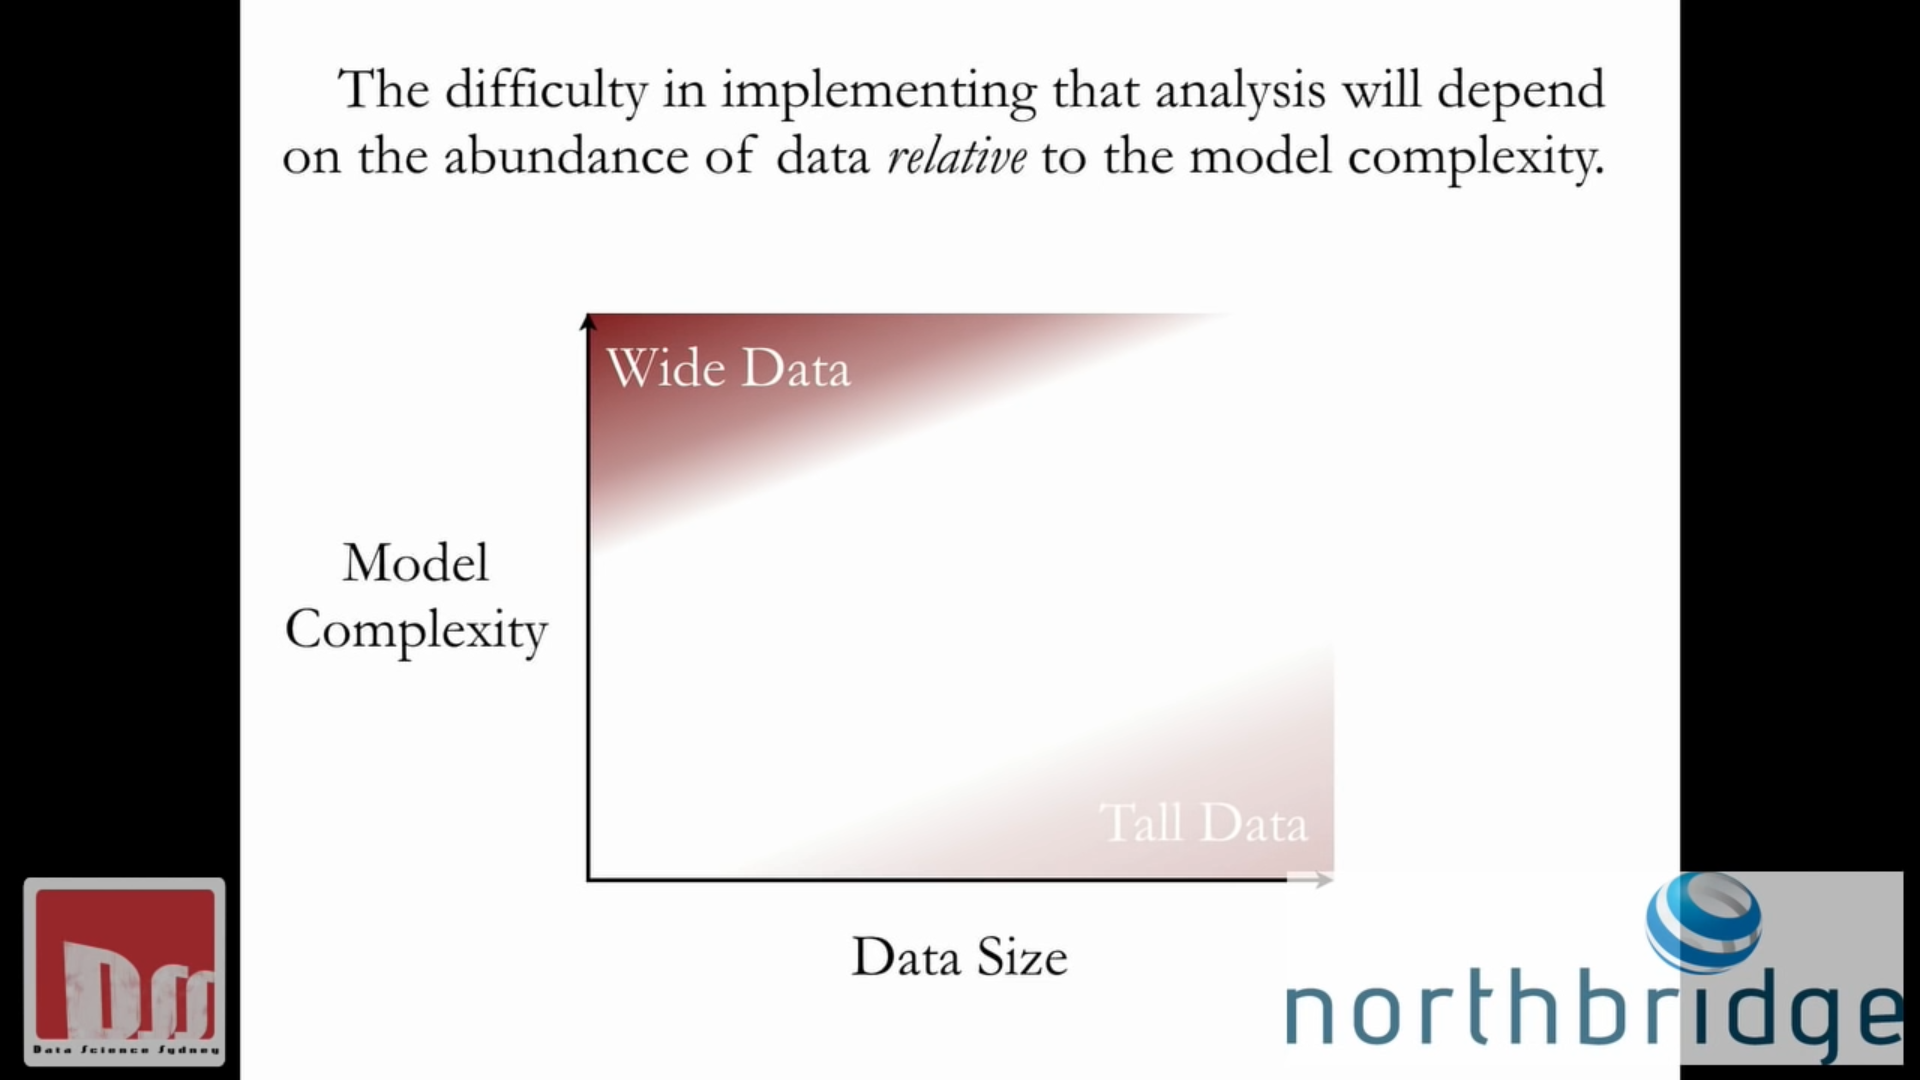 The difficulty in implementing that analysis will depend
on the abundance of data relative to the model complexity.
Wide Data
Model
Complexity
Tall Data
Data Size
DSS
Data Science Sydney
northbridge